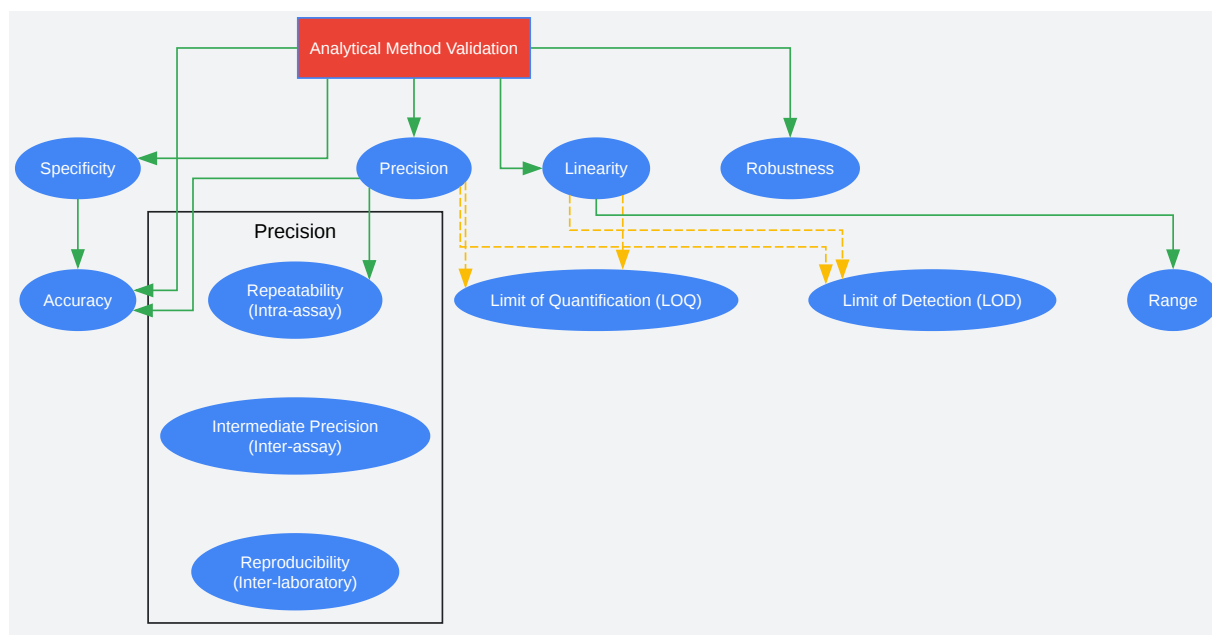 Analytical Method Validation
Specificity
Precision
Linearity
Robustness
Precision
Accuracy
Repeatability
(Intra-assay)
Limit of Quantification (LOQ)
Limit of Detection (LOD)
Range
Intermediate Precision
(Inter-assay)
Reproducibility
(Inter-laboratory)